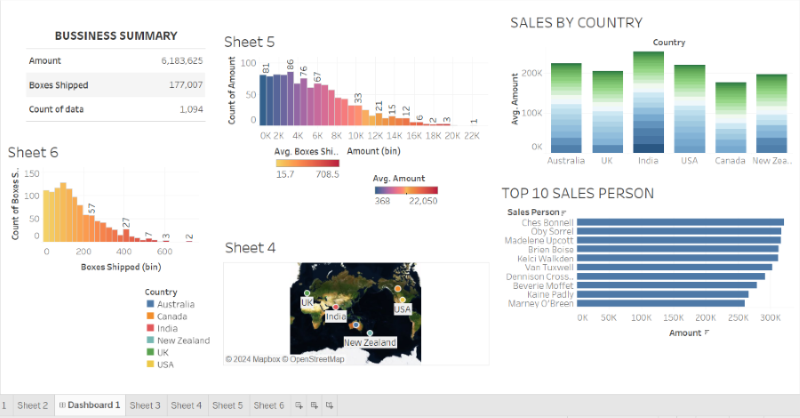 BUSSINESS SUMMARY
Amount 6,183,625
Boxes Shipped 177,007
Count of data 1,094
Sheet 5
Count of Amount
100
50
0
81
86
76
67
33
21
15
12
6
2
3
1
0K 2K 4K 6K 8K 10K 12K 14K 16K 18K 20K 22K
Amount (bin)
Avg. Boxes Shi..
15.7 708.5
Avg. Amount
368 22,050
SALES BY COUNTRY
Country
Avg. Amount
200K
100K
0K
Australia UK India USA Canada New Zea..
Sheet 6
Count of Boxes S..
150
100
50
0
57
27
7
3
2
0 200 400 600
Boxes Shipped (bin)
Country
Australia
Canada
India
New Zealand
UK
USA
Sheet 4
UK
India
USA
New Zealand
© 2024 Mapbox © OpenStreetMap
TOP 10 SALES PERSON
Sales Person
Ches Bonnell
Oby Sorrel
Madelene Upcott
Brien Boise
Kelci Walkden
Van Tuxwell
Dennison Cross..
Beverie Moffet
Kaine Padly
Marney O'Breen
0K 50K 100K 150K 200K 250K 300K
Amount
1 Sheet 2 Dashboard 1 Sheet 3 Sheet 4 Sheet 5 Sheet 6